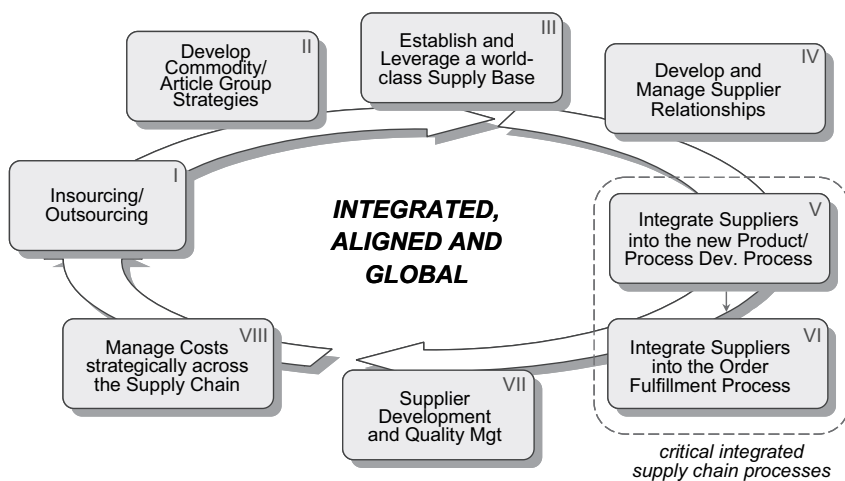 I
Insourcing/
Outsourcing
II
Develop
Commodity/
Article Group
Strategies
III
Establish and
Leverage a world-
class Supply Base
IV
Develop and
Manage Supplier
Relationships
V
Integrate Suppliers
into the new Product/
Process Dev. Process
VI
Integrate Suppliers
into the Order
Fulfillment Process
critical integrated
supply chain processes
VII
Supplier
Development
and Quality Mgt
VIII
Manage Costs
strategically across
the Supply Chain
INTEGRATED,
ALIGNED AND
GLOBAL